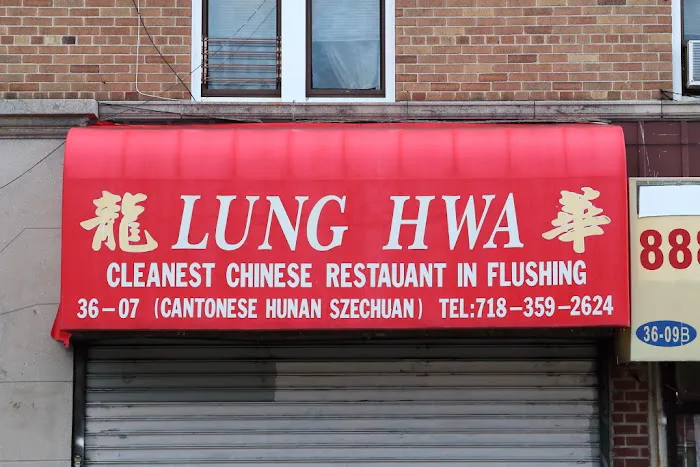 龍 LUNG HWA 華
CLEANEST CHINESE RESTAUANT IN FLUSHING
36-07 (CANTONESE HUNAN SZECHUAN) TEL:718-359-2624
888
36-09B